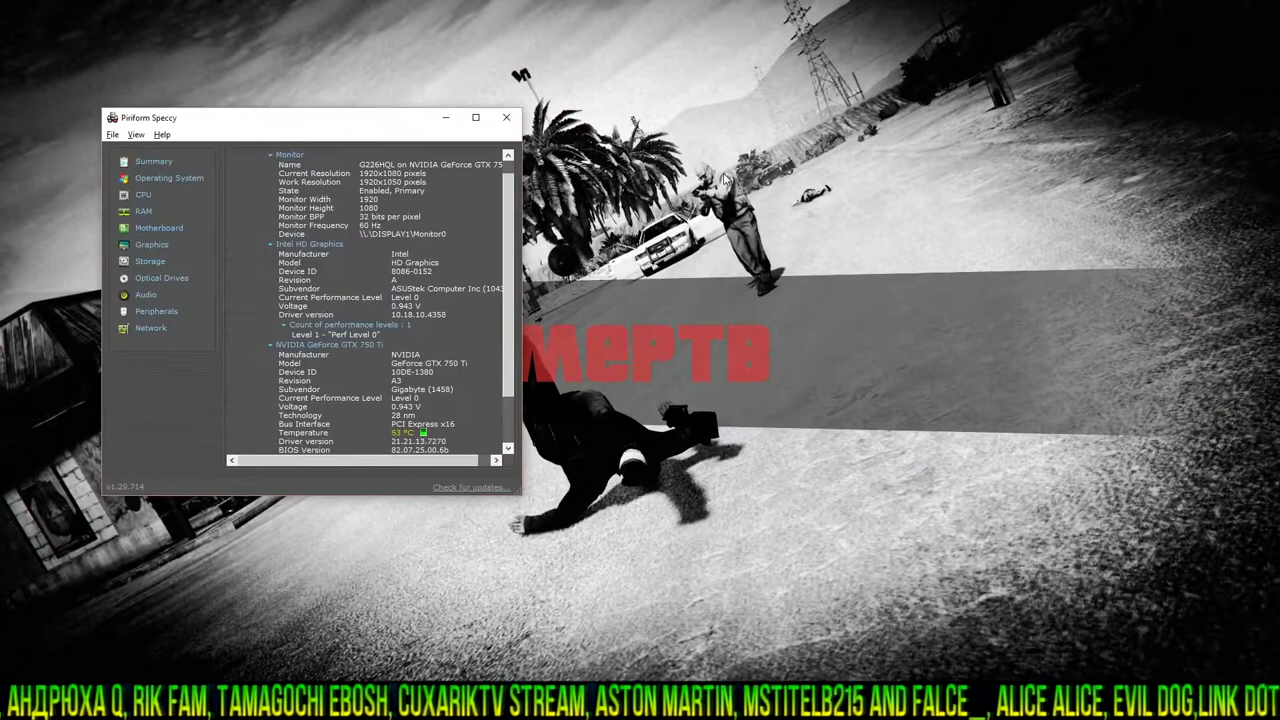 Piriform Speccy
File View Help
Summary
Operating System
CPU
RAM
Motherboard
Graphics
Storage
Optical Drives
Audio
Peripherals
Network
Monitor
Name G226HQL on NVIDIA GeForce GTX 75
Current Resolution 1920x1080 pixels
Work Resolution 1920x1050 pixels
State Enabled, Primary
Monitor Width 1920
Monitor Height 1080
Monitor BPP 32 bits per pixel
Monitor Frequency 60 Hz
Device \\.\DISPLAY1\Monitor0
Intel HD Graphics
Manufacturer Intel
Model HD Graphics
Device ID 8086-0152
Revision A
Subvendor ASUStek Computer Inc (1043
Current Performance Level Level 0
Voltage 0.943 V
Driver version 10.18.10.4358
Count of performance levels : 1
Level 1 - "Perf Level 0"
NVIDIA GeForce GTX 750 Ti
Manufacturer NVIDIA
Model GeForce GTX 750 Ti
Device ID 10DE-1380
Revision A3
Subvendor Gigabyte (1458)
Current Performance Level Level 0
Voltage 0.943 V
Technology 28 nm
Bus Interface PCI Express x16
Temperature 63 °C
Driver version 21.21.13.7270
BIOS Version 82.07.25.00.6b
v1.29.714
Check for updates...
мертв
АНДРЮХА Q, RIK FAM, TAMAGOCHI EBOSH, CUXARIKTV STREAM, ASTON MARTIN, MSTITELB215 AND FALCE_, ALICE ALICE, EVIL DOG,LINK DOT